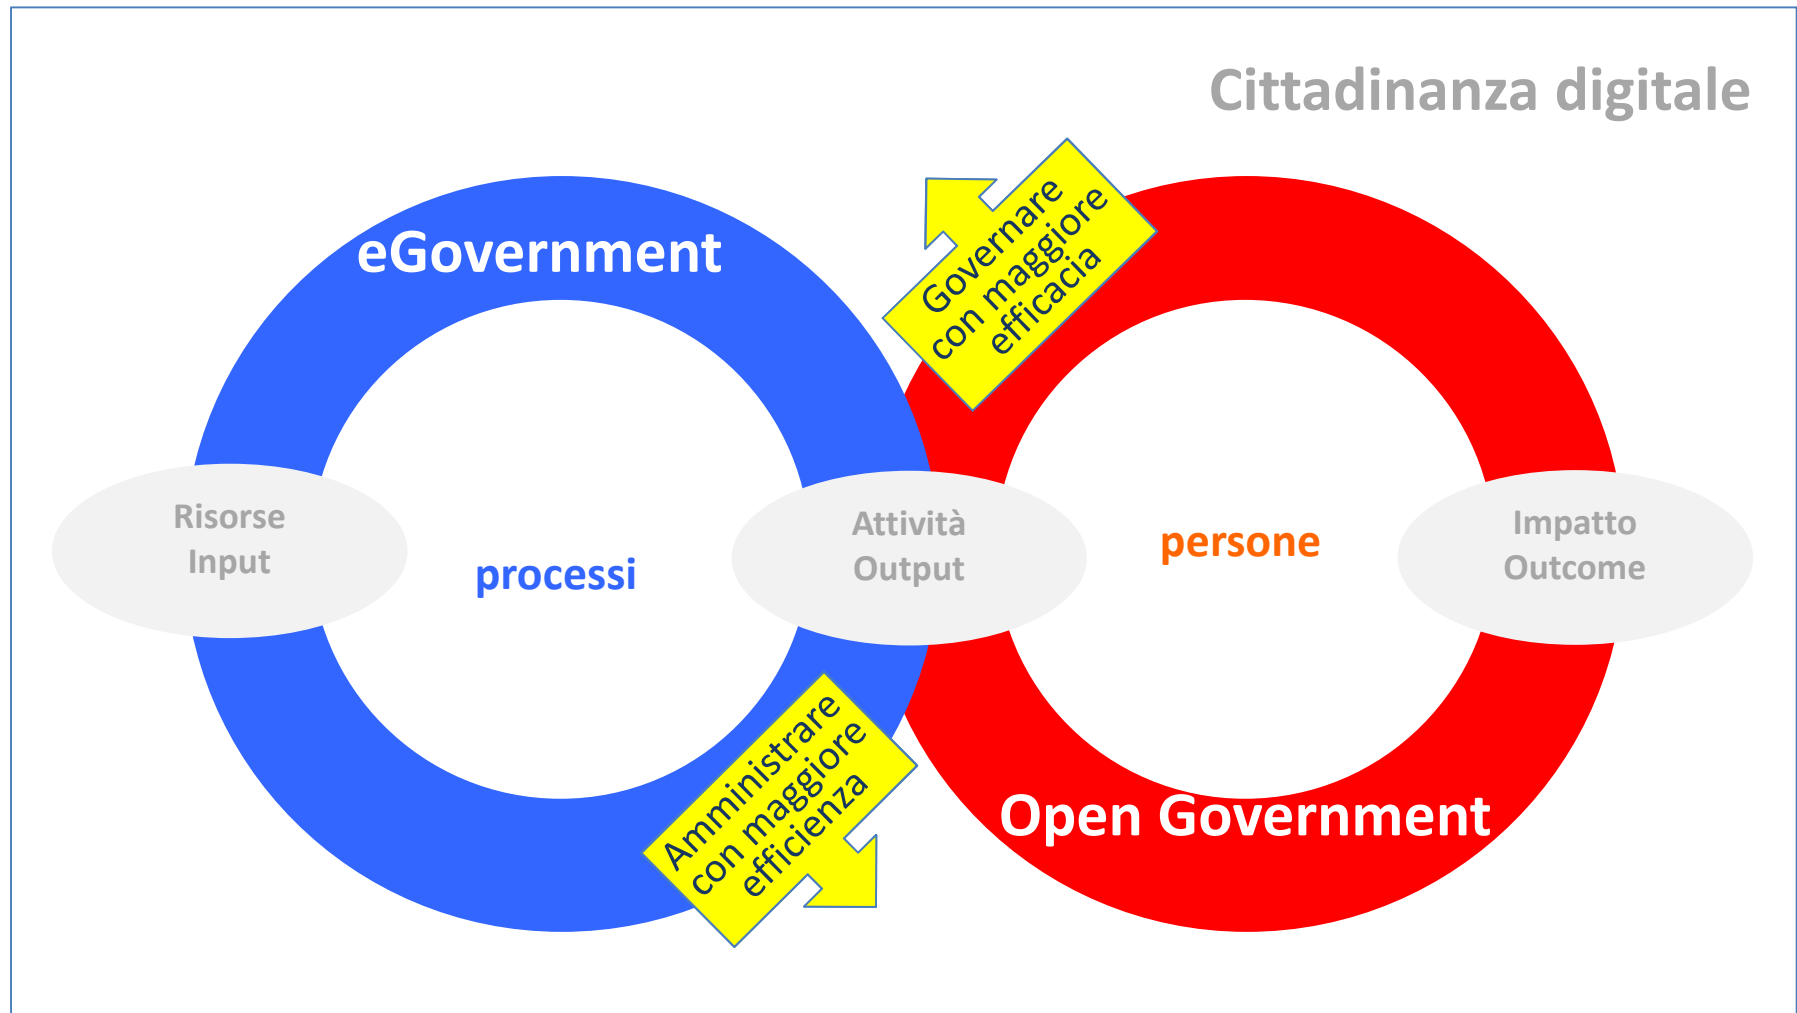 Cittadinanza digitale
eGovernment
Governare
con maggiore
efficacia
Risorse
Input
processi
Attività
Output
persone
Impatto
Outcome
Amministrare
con maggiore
efficienza
Open Government